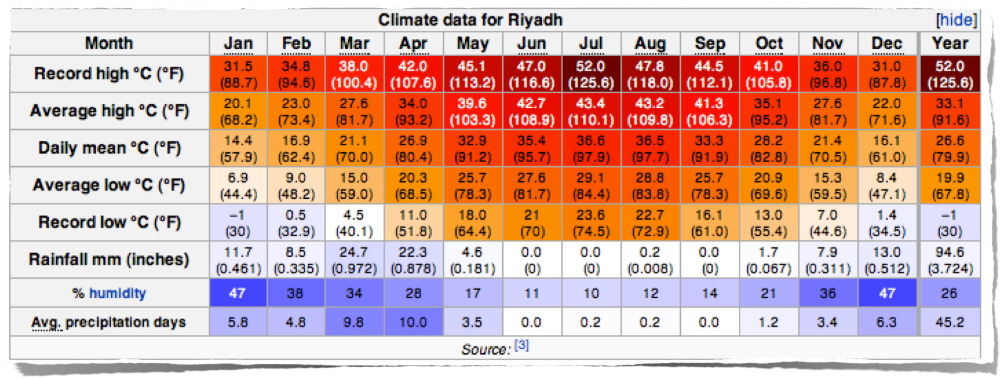 Climate data for Riyadh [hide]
Month Jan Feb Mar Apr May Jun Jul Aug Sep Oct Nov Dec Year
Record high °C (°F) 31.5 (88.7) 34.8 (94.6) 38.0 (100.4) 42.0 (107.6) 45.1 (113.2) 47.0 (116.6) 52.0 (125.6) 47.8 (118.0) 44.5 (112.1) 41.0 (105.8) 36.0 (96.8) 31.0 (87.8) 52.0 (125.6)
Average high °C (°F) 20.1 (68.2) 23.0 (73.4) 27.6 (81.7) 34.0 (93.2) 39.6 (103.3) 42.7 (108.9) 43.4 (110.1) 43.2 (109.8) 41.3 (106.3) 35.1 (95.2) 27.6 (81.7) 22.0 (71.6) 33.1 (91.6)
Daily mean °C (°F) 14.4 (57.9) 16.9 (62.4) 21.1 (70.0) 26.9 (80.4) 32.9 (91.2) 35.4 (95.7) 36.6 (97.9) 36.5 (97.7) 33.3 (91.9) 28.2 (82.8) 21.4 (70.5) 16.1 (61.0) 26.6 (79.9)
Average low °C (°F) 6.9 (44.4) 9.0 (48.2) 15.0 (59.0) 20.3 (68.5) 25.7 (78.3) 27.6 (81.7) 29.1 (84.4) 28.8 (83.8) 25.7 (78.3) 20.9 (69.6) 15.3 (59.5) 8.4 (47.1) 19.9 (67.8)
Record low °C (°F) −1 (30) 0.5 (32.9) 4.5 (40.1) 11.0 (51.8) 18.0 (64.4) 21 (70) 23.6 (74.5) 22.7 (72.9) 16.1 (61.0) 13.0 (55.4) 7.0 (44.6) 1.4 (34.5) −1 (30)
Rainfall mm (inches) 11.7 (0.461) 8.5 (0.335) 24.7 (0.972) 22.3 (0.878) 4.6 (0.181) 0.0 (0) 0.0 (0) 0.2 (0.008) 0.0 (0) 1.7 (0.067) 7.9 (0.311) 13.0 (0.512) 94.6 (3.724)
% humidity 47 38 34 28 17 11 10 12 14 21 36 47 26
Avg. precipitation days 5.8 4.8 9.8 10.0 3.5 0.0 0.2 0.2 0.0 1.2 3.4 6.3 45.2
Source: [3]